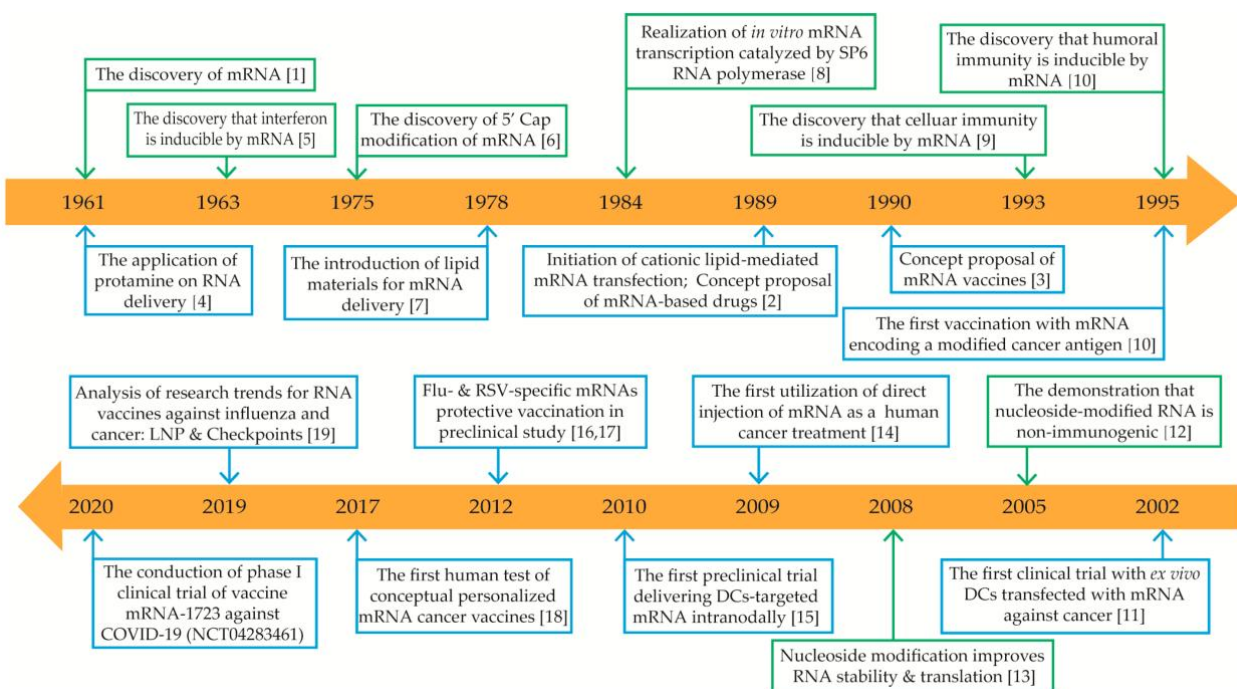 The discovery of mRNA [1]
The discovery that interferon
is inducible by mRNA [5]
The discovery of 5' Cap
modification of mRNA [6]
Realization of in vitro mRNA
transcription catalyzed by SP6
RNA polymerase [8]
The discovery that celluar immunity
is inducible by mRNA [9]
The discovery that humoral
immunity is inducible by
mRNA [10]
1961 1963 1975 1978 1984 1989 1990 1993 1995
The application of
protamine on RNA
delivery [4]
The introduction of lipid
materials for mRNA
delivery [7]
Initiation of cationic lipid-mediated
mRNA transfection; Concept proposal
of mRNA-based drugs [2]
Concept proposal of
mRNA vaccines [3]
The first vaccination with mRNA
encoding a modified cancer antigen [10]
Analysis of research trends for RNA
vaccines against influenza and
cancer: LNP & Checkpoints [19]
Flu- & RSV-specific mRNAs
protective vaccination in
preclinical study [16,17]
The first utilization of direct
injection of mRNA as a human
cancer treatment [14]
The demonstration that
nucleoside-modified RNA is
non-immunogenic [12]
2020 2019 2017 2012 2010 2009 2008 2005 2002
The conduction of phase I
clinical trial of vaccine
mRNA-1723 against
COVID-19 (NCT04283461)
The first human test of
conceptual personalized
mRNA cancer vaccines [18]
The first preclinical trial
delivering DCs-targeted
mRNA intranodally [15]
Nucleoside modification improves
RNA stability & translation [13]
The first clinical trial with ex vivo
DCs transfected with mRNA
against cancer [11]